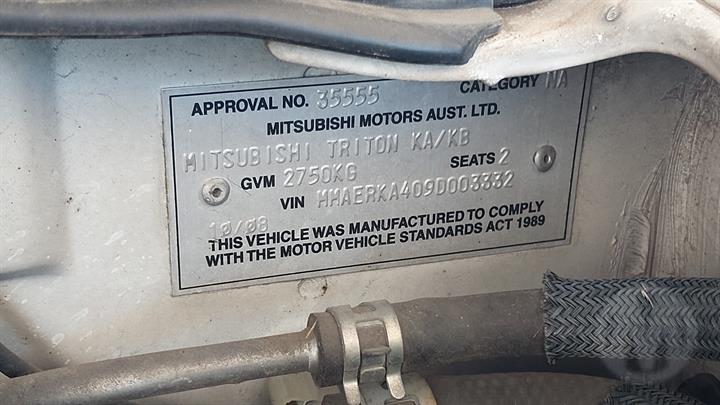 APPROVAL NO. 35555 CATEGORY NA
MITSUBISHI MOTORS AUST. LTD.
MITSUBISHI TRITON KA/KB
GVM 2750KG SEATS 2
VIN MMAERKA409D003332
10/08
THIS VEHICLE WAS MANUFACTURED TO COMPLY
WITH THE MOTOR VEHICLE STANDARDS ACT 1989